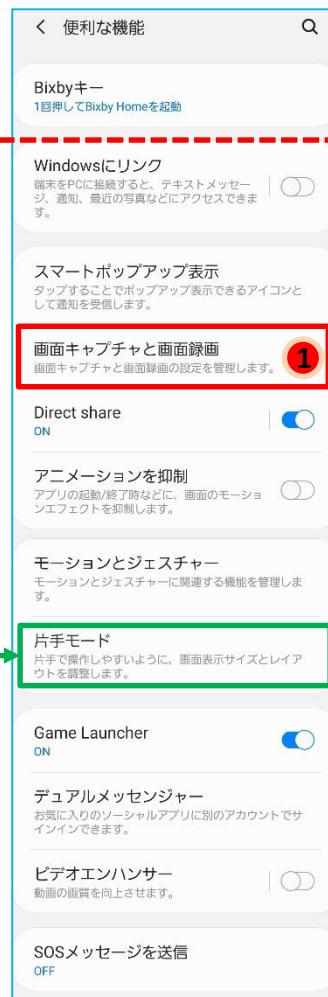 便利な機能
Bixbyキー
1回押してBixby Homeを起動
Windowsにリンク
端末をPCに接続すると、テキストメッセー
ジ、通知、最近の写真などにアクセスできま
す。
スマートポップアップ表示
タップすることでポップアップ表示できるアイコンと
して通知を受信します。
画面キャプチャと画面録画
画面キャプチャと画面録画の設定を管理します。
1
Direct share
ON
アニメーションを抑制
アプリの起動/終了時などに、画面のモーショ
ンエフェクトを抑制します。
モーションとジェスチャー
モーションとジェスチャーに関連する機能を管理しま
す。
片手モード
片手で操作しやすいように、画面表示サイズとレイア
ウトを調整します。
Game Launcher
ON
デュアルメッセンジャー
お気に入りのソーシャルアプリに別のアカウントでサ
インインできます。
ビデオエンハンサー
動画の画質を向上させます。
SOSメッセージを送信
OFF